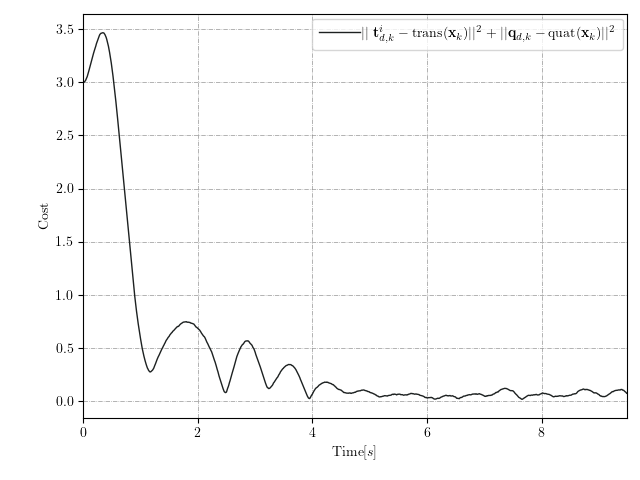 || t^i_{d,k} − trans(x_k)||² + ||q_{d,k} − quat(x_k)||²
3.5
3.0
2.5
2.0
1.5
1.0
0.5
0.0
Cost
0 2 4 6 8
Time[s]